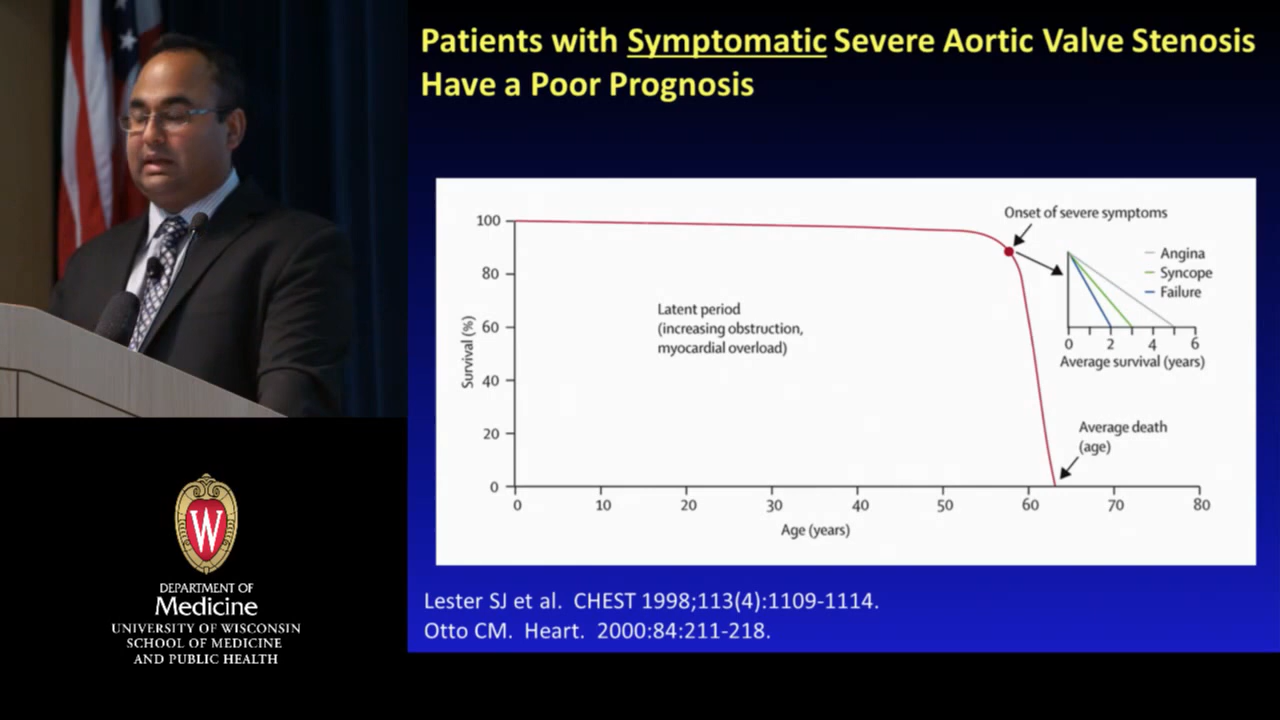 Patients with Symptomatic Severe Aortic Valve Stenosis
Have a Poor Prognosis
Onset of severe symptoms
Angina
Syncope
Failure
0 2 4 6
Average survival (years)
Latent period
(increasing obstruction,
myocardial overload)
Average death
(age)
Survival (%)
100
80
60
40
20
0
0 10 20 30 40 50 60 70 80
Age (years)
Lester SJ et al. CHEST 1998;113(4):1109-1114.
Otto CM. Heart. 2000:84:211-218.
W
DEPARTMENT OF
Medicine
UNIVERSITY OF WISCONSIN
SCHOOL OF MEDICINE
AND PUBLIC HEALTH